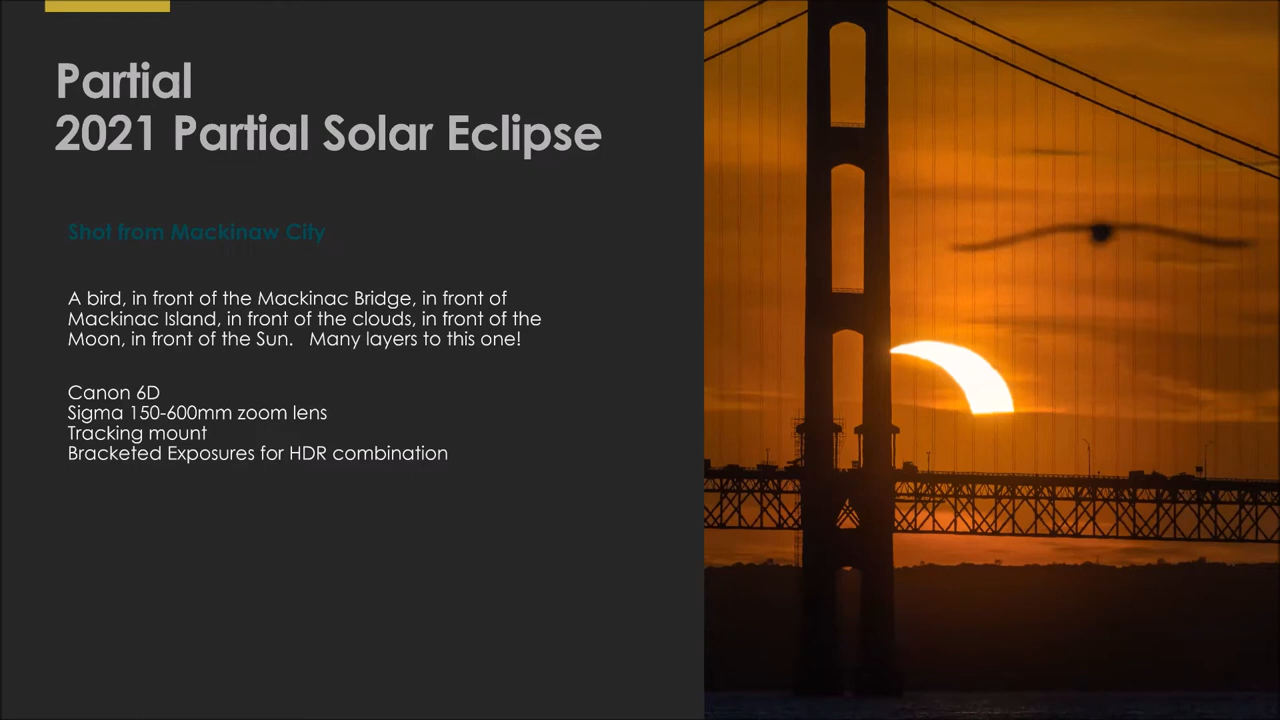 Partial
2021 Partial Solar Eclipse
Shot from Mackinaw City
A bird, in front of the Mackinac Bridge, in front of
Mackinac Island, in front of the clouds, in front of the
Moon, in front of the Sun.   Many layers to this one!
Canon 6D
Sigma 150-600mm zoom lens
Tracking mount
Bracketed Exposures for HDR combination